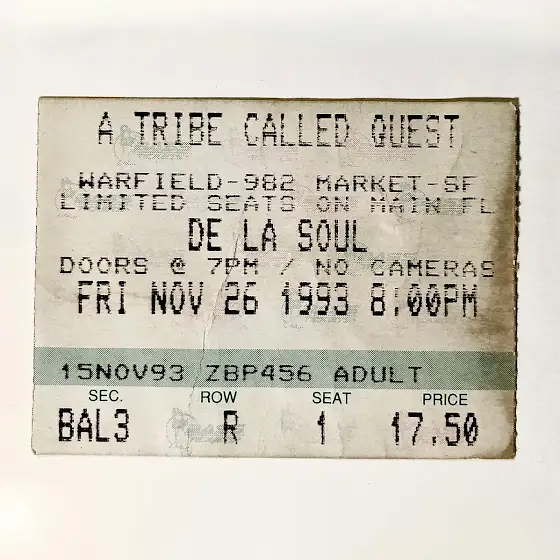 A TRIBE CALLED QUEST
WARFIELD-982 MARKET-SF
LIMITED SEATS ON MAIN FL
DE LA SOUL
DOORS @ 7PM / NO CAMERAS
FRI NOV 26 1993 8:00PM
15NOV93 ZBP456 ADULT
SEC. ROW SEAT PRICE
BAL3 R 1 17.50